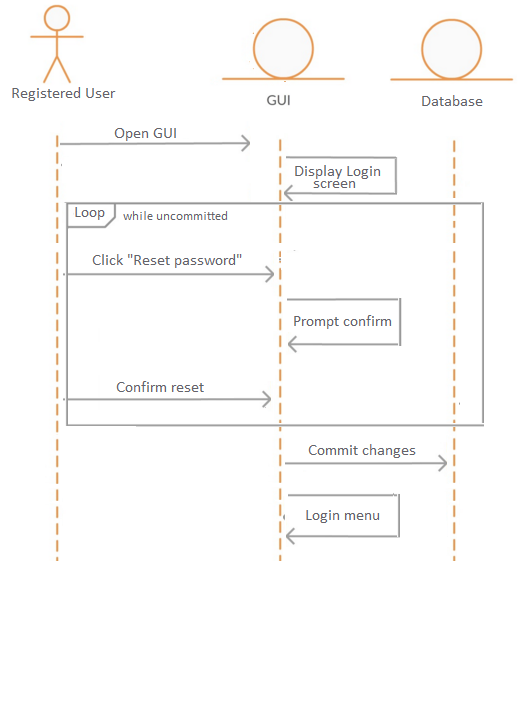 Registered User
GUI
Database
Open GUI
Display Login
screen
Loop
while uncommitted
Click "Reset password"
Prompt confirm
Confirm reset
Commit changes
Login menu